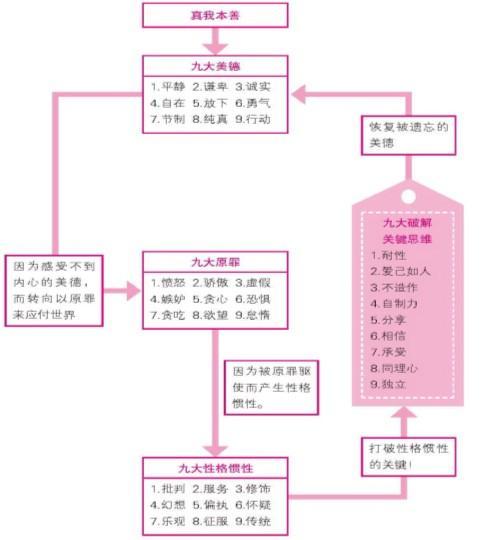 真我本善
九大美德
1.平静 2.谦卑 3.诚实
4.自在 5.放下 6.勇气
7.节制 8.纯真 9.行动
恢复被遗忘的
美德
九大破解
关键思维
1.耐性
2.爱己如人
3.不造作
4.自制力
5.分享
6.相信
7.承受
8.同理心
9.独立
因为感受不到
内心的美德，
而转向以原罪
来应付世界
九大原罪
1.愤怒 2.骄傲 3.虚假
4.嫉妒 5.贪心 6.恐惧
7.贪吃 8.欲望 9.怠惰
因为被原罪驱
使而产生性格
惯性。
打破性格惯性
的关键!
九大性格惯性
1.批判 2.服务 3.修饰
4.幻想 5.偏执 6.怀疑
7.乐观 8.征服 9.传统